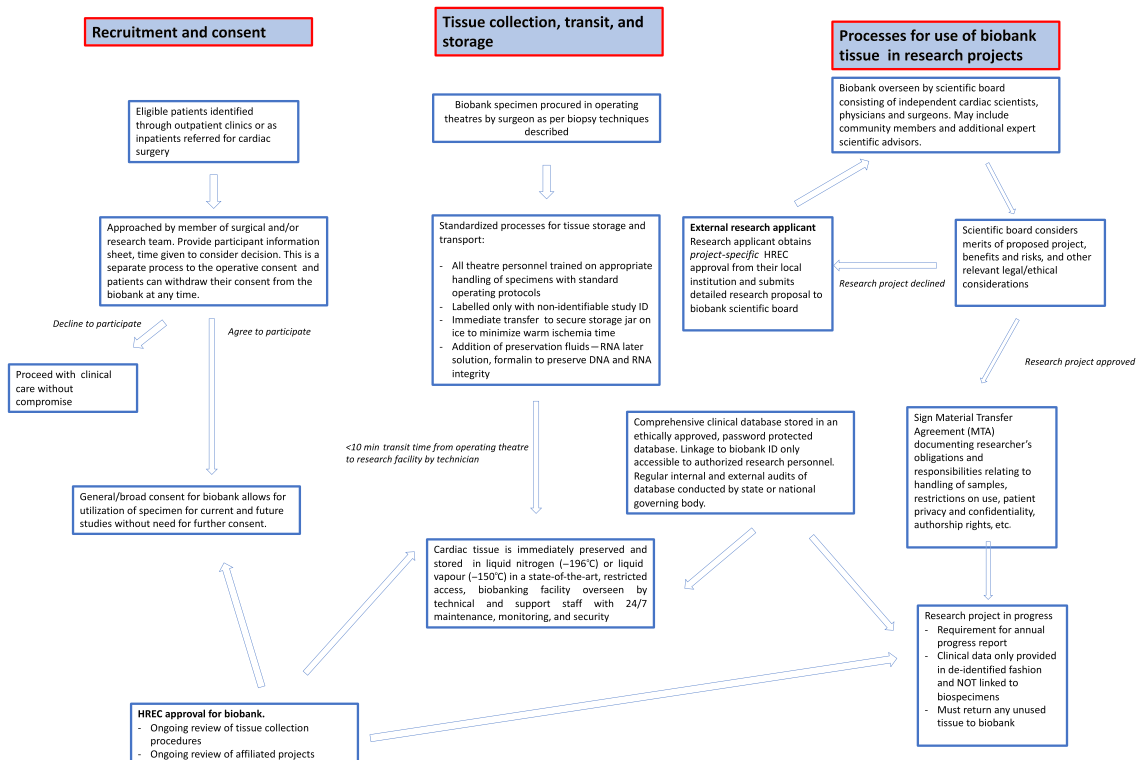 Recruitment and consent
Eligible patients identified
through outpatient clinics or as
inpatients referred for cardiac
surgery
Approached by member of surgical and/or
research team. Provide participant information
sheet, time given to consider decision. This is a
separate process to the operative consent and
patients can withdraw their consent from the
biobank at any time.
Decline to participate
Agree to participate
Proceed with clinical
care without
compromise
General/broad consent for biobank allows for
utilization of specimen for current and future
studies without need for further consent.
HREC approval for biobank.
- Ongoing review of tissue collection
procedures
- Ongoing review of affiliated projects
Tissue collection, transit, and
storage
Biobank specimen procured in operating
theatres by surgeon as per biopsy techniques
described
Standardized processes for tissue storage and
transport:
- All theatre personnel trained on appropriate
handling of specimens with standard
operating protocols
- Labelled only with non-identifiable study ID
- Immediate transfer to secure storage jar on
ice to minimize warm ischemia time
- Addition of preservation fluids—RNA later
solution, formalin to preserve DNA and RNA
integrity
<10 min transit time from operating theatre
to research facility by technician
Comprehensive clinical database stored in an
ethically approved, password protected
database. Linkage to biobank ID only
accessible to authorized research personnel.
Regular internal and external audits of
database conducted by state or national
governing body.
Cardiac tissue is immediately preserved and
stored in liquid nitrogen (–196℃) or liquid
vapour (–150℃) in a state-of-the-art, restricted
access, biobanking facility overseen by
technical and support staff with 24/7
maintenance, monitoring, and security
Processes for use of biobank
tissue in research projects
Biobank overseen by scientific board
consisting of independent cardiac scientists,
physicians and surgeons. May include
community members and additional expert
scientific advisors.
External research applicant
Research applicant obtains
project-specific HREC
approval from their local
institution and submits
detailed research proposal to
biobank scientific board
Scientific board considers
merits of proposed project,
benefits and risks, and other
relevant legal/ethical
considerations
Research project declined
Research project approved
Sign Material Transfer
Agreement (MTA)
documenting researcher's
obligations and
responsibilities relating to
handling of samples,
restrictions on use, patient
privacy and confidentiality,
authorship rights, etc.
Research project in progress
- Requirement for annual
progress report
- Clinical data only provided
in de-identified fashion
and NOT linked to
biospecimens
- Must return any unused
tissue to biobank